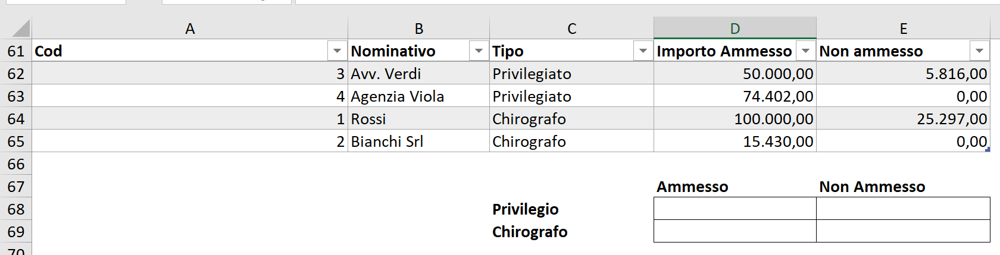 A B C D E
61 Cod Nominativo Tipo Importo Ammesso Non ammesso
62 3 Avv. Verdi Privilegiato 50.000,00 5.816,00
63 4 Agenzia Viola Privilegiato 74.402,00 0,00
64 1 Rossi Chirografo 100.000,00 25.297,00
65 2 Bianchi Srl Chirografo 15.430,00 0,00
66
67 Ammesso Non Ammesso
68 Privilegio
69 Chirografo
70